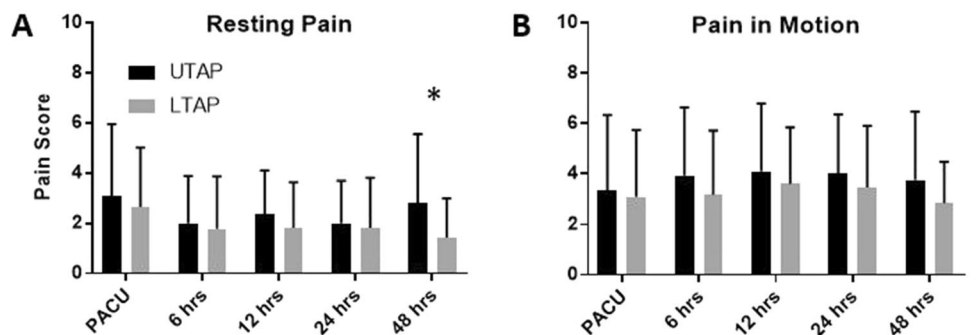 A
Resting Pain
10
8
6
4
2
0
Pain Score
UTAP
LTAP
*
PACU
6 hrs
12 hrs
24 hrs
48 hrs
B
Pain in Motion
10
8
6
4
2
0
PACU
6 hrs
12 hrs
24 hrs
48 hrs